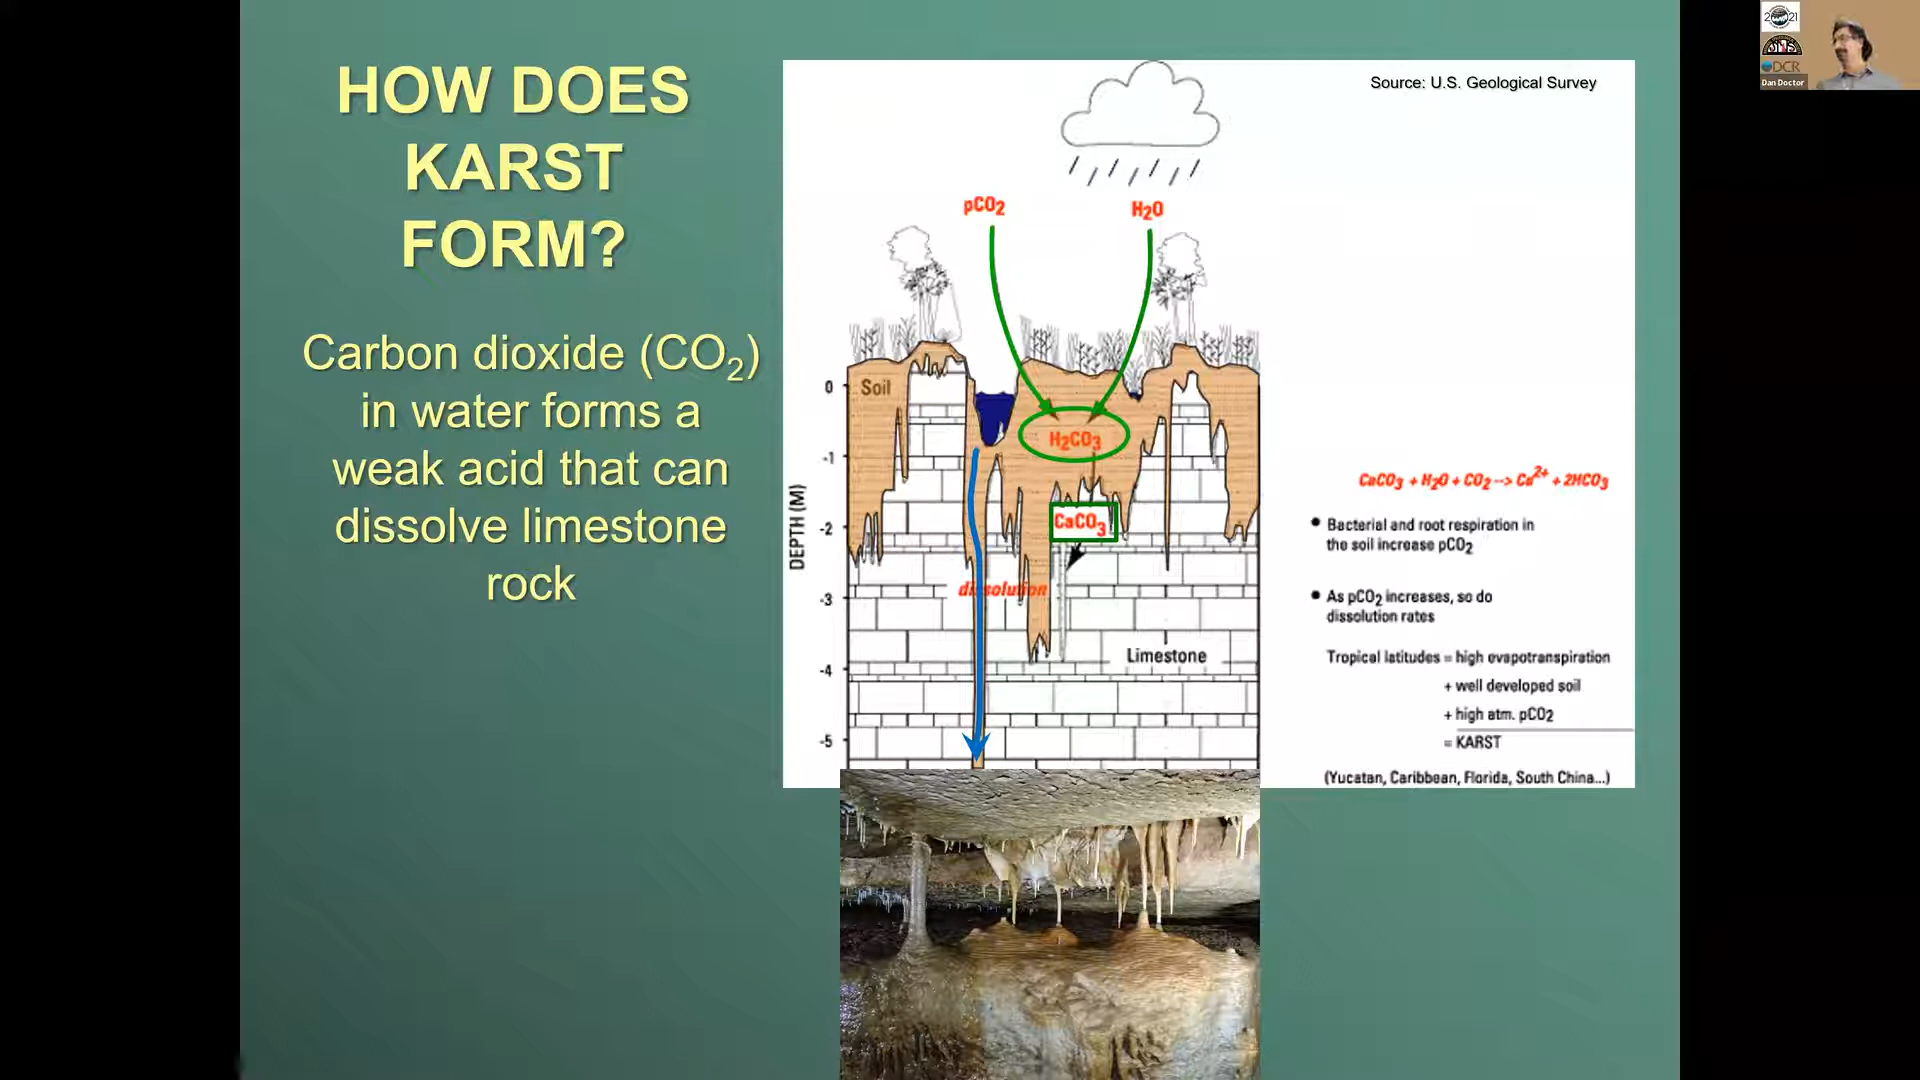 HOW DOES
KARST
FORM?
Carbon dioxide (CO₂)
in water forms a
weak acid that can
dissolve limestone
rock
Source: U.S. Geological Survey
pCO₂
H₂O
0
Soil
-1
H₂CO₃
-2
CaCO₃
DEPTH (M)
dissolution
-3
Limestone
-4
-5
CaCO₃ + H₂O + CO₂ --> Ca²⁺ + 2HCO₃
● Bacterial and root respiration in
the soil increase pCO₂
● As pCO₂ increases, so do
dissolution rates
Tropical latitudes = high evapotranspiration
+ well developed soil
+ high atm. pCO₂
= KARST
(Yucatan, Caribbean, Florida, South China...)
2021
DCR
Dan Doctor